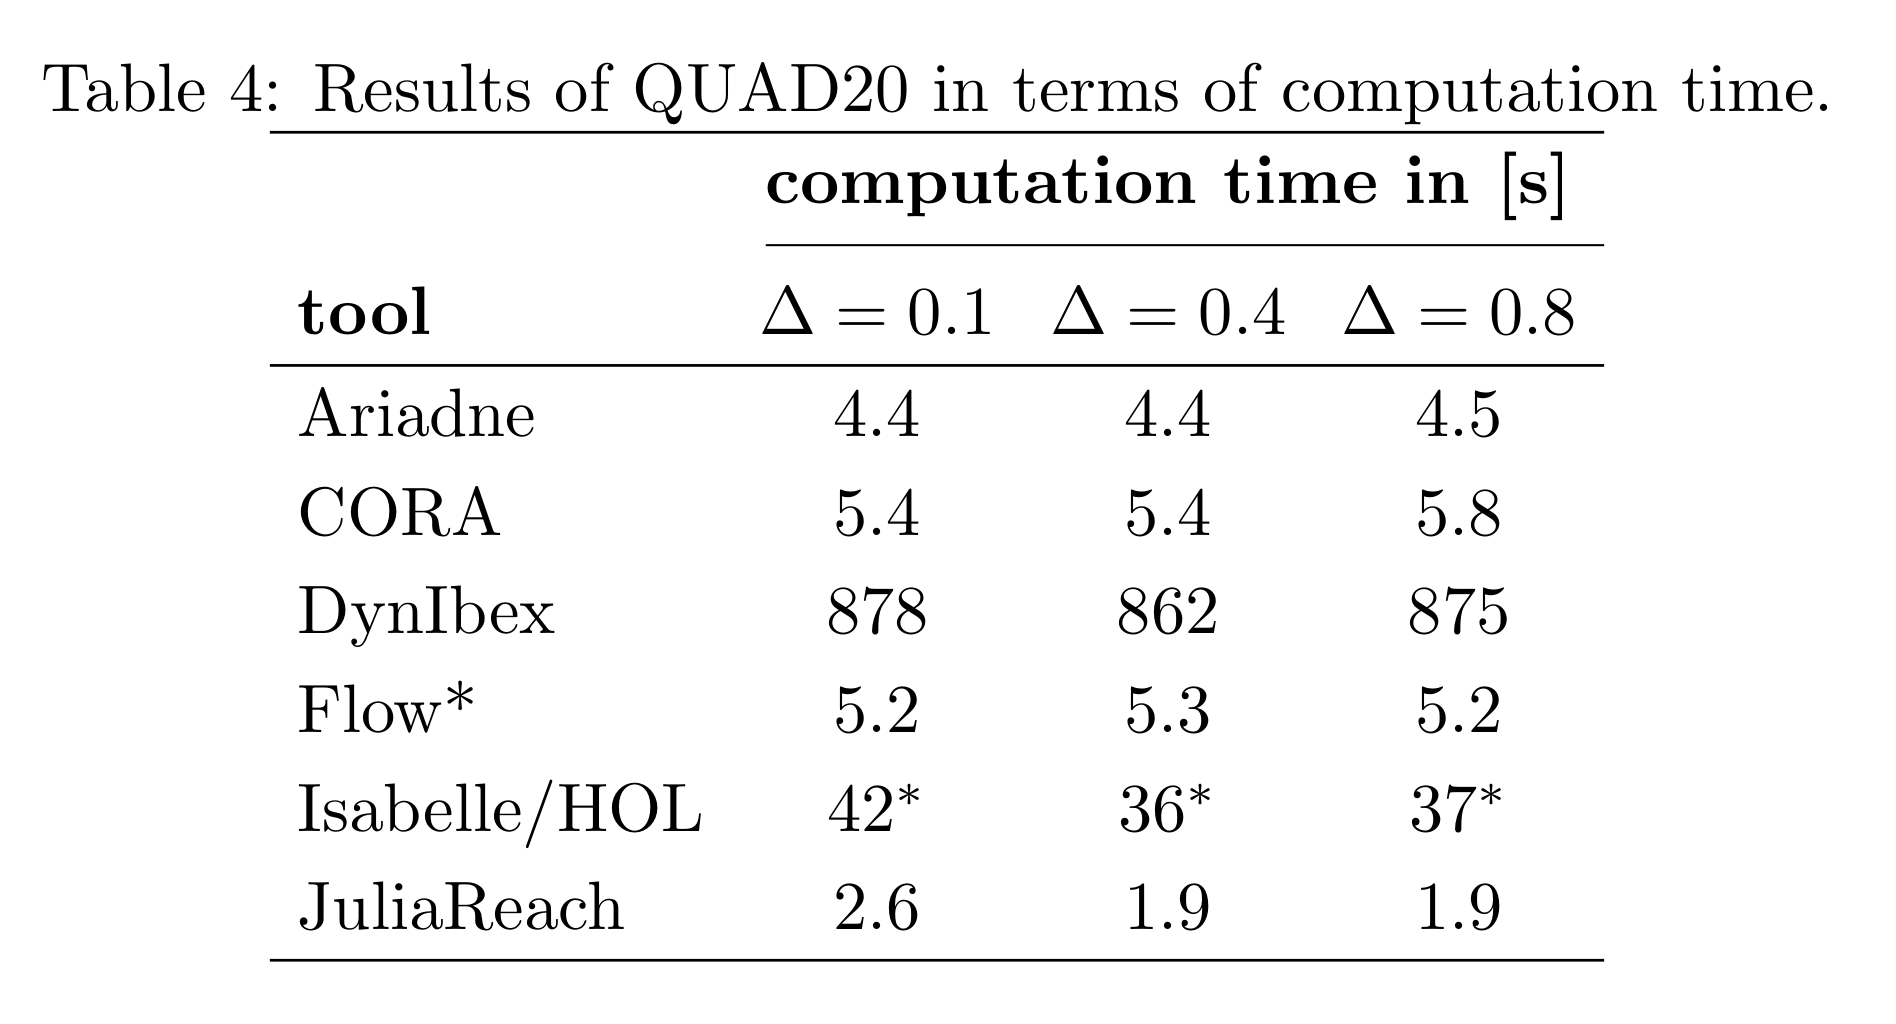 Table 4: Results of QUAD20 in terms of computation time.
computation time in [s]
tool Δ = 0.1 Δ = 0.4 Δ = 0.8
Ariadne 4.4 4.4 4.5
CORA 5.4 5.4 5.8
DynIbex 878 862 875
Flow* 5.2 5.3 5.2
Isabelle/HOL 42* 36* 37*
JuliaReach 2.6 1.9 1.9